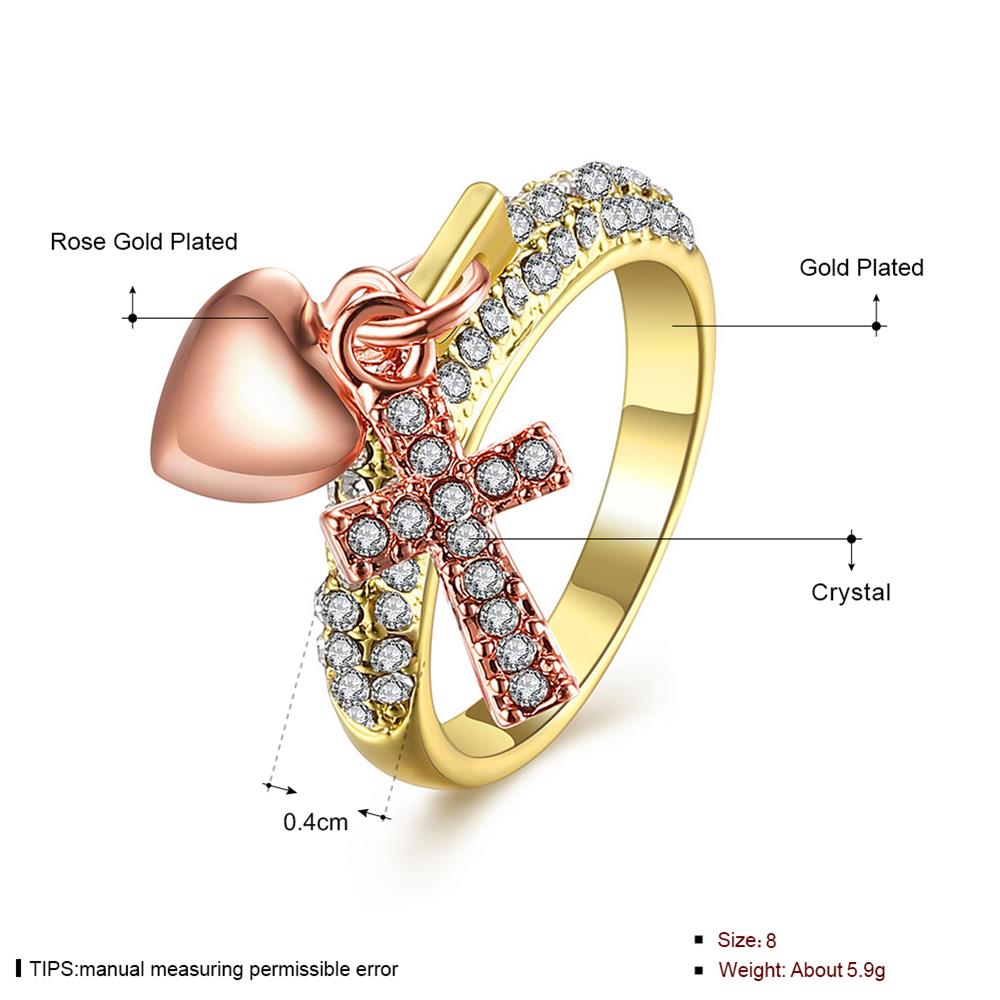 Rose Gold Plated
Gold Plated
Crystal
0.4cm
Size: 8
TIPS:manual measuring permissible error
Weight: About 5.9g